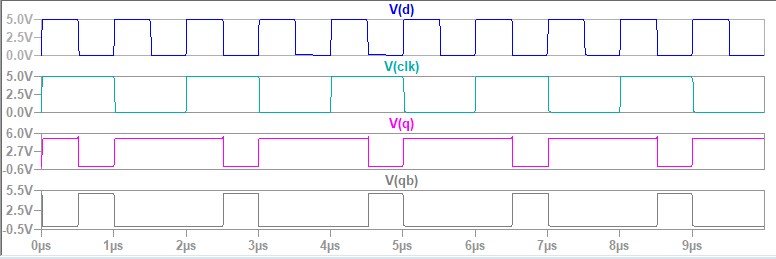 V(d)
5.0V
2.5V
0.0V
V(clk)
5.0V
2.5V
0.0V
V(q)
6.0V
2.7V
-0.6V
V(qb)
5.5V
2.5V
-0.5V
0µs 1µs 2µs 3µs 4µs 5µs 6µs 7µs 8µs 9µs